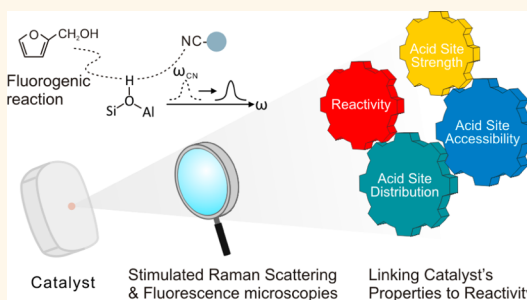 CH₂OH
O
Fluorogenic
reaction
NC-
ω_CN
H
O
Si Al
ω
Acid Site
Strength
Reactivity
Acid Site
Accessibility
Acid Site
Distribution
Catalyst
Stimulated Raman Scattering
& Fluorescence microscopies
Linking Catalyst's
Properties to Reactivity